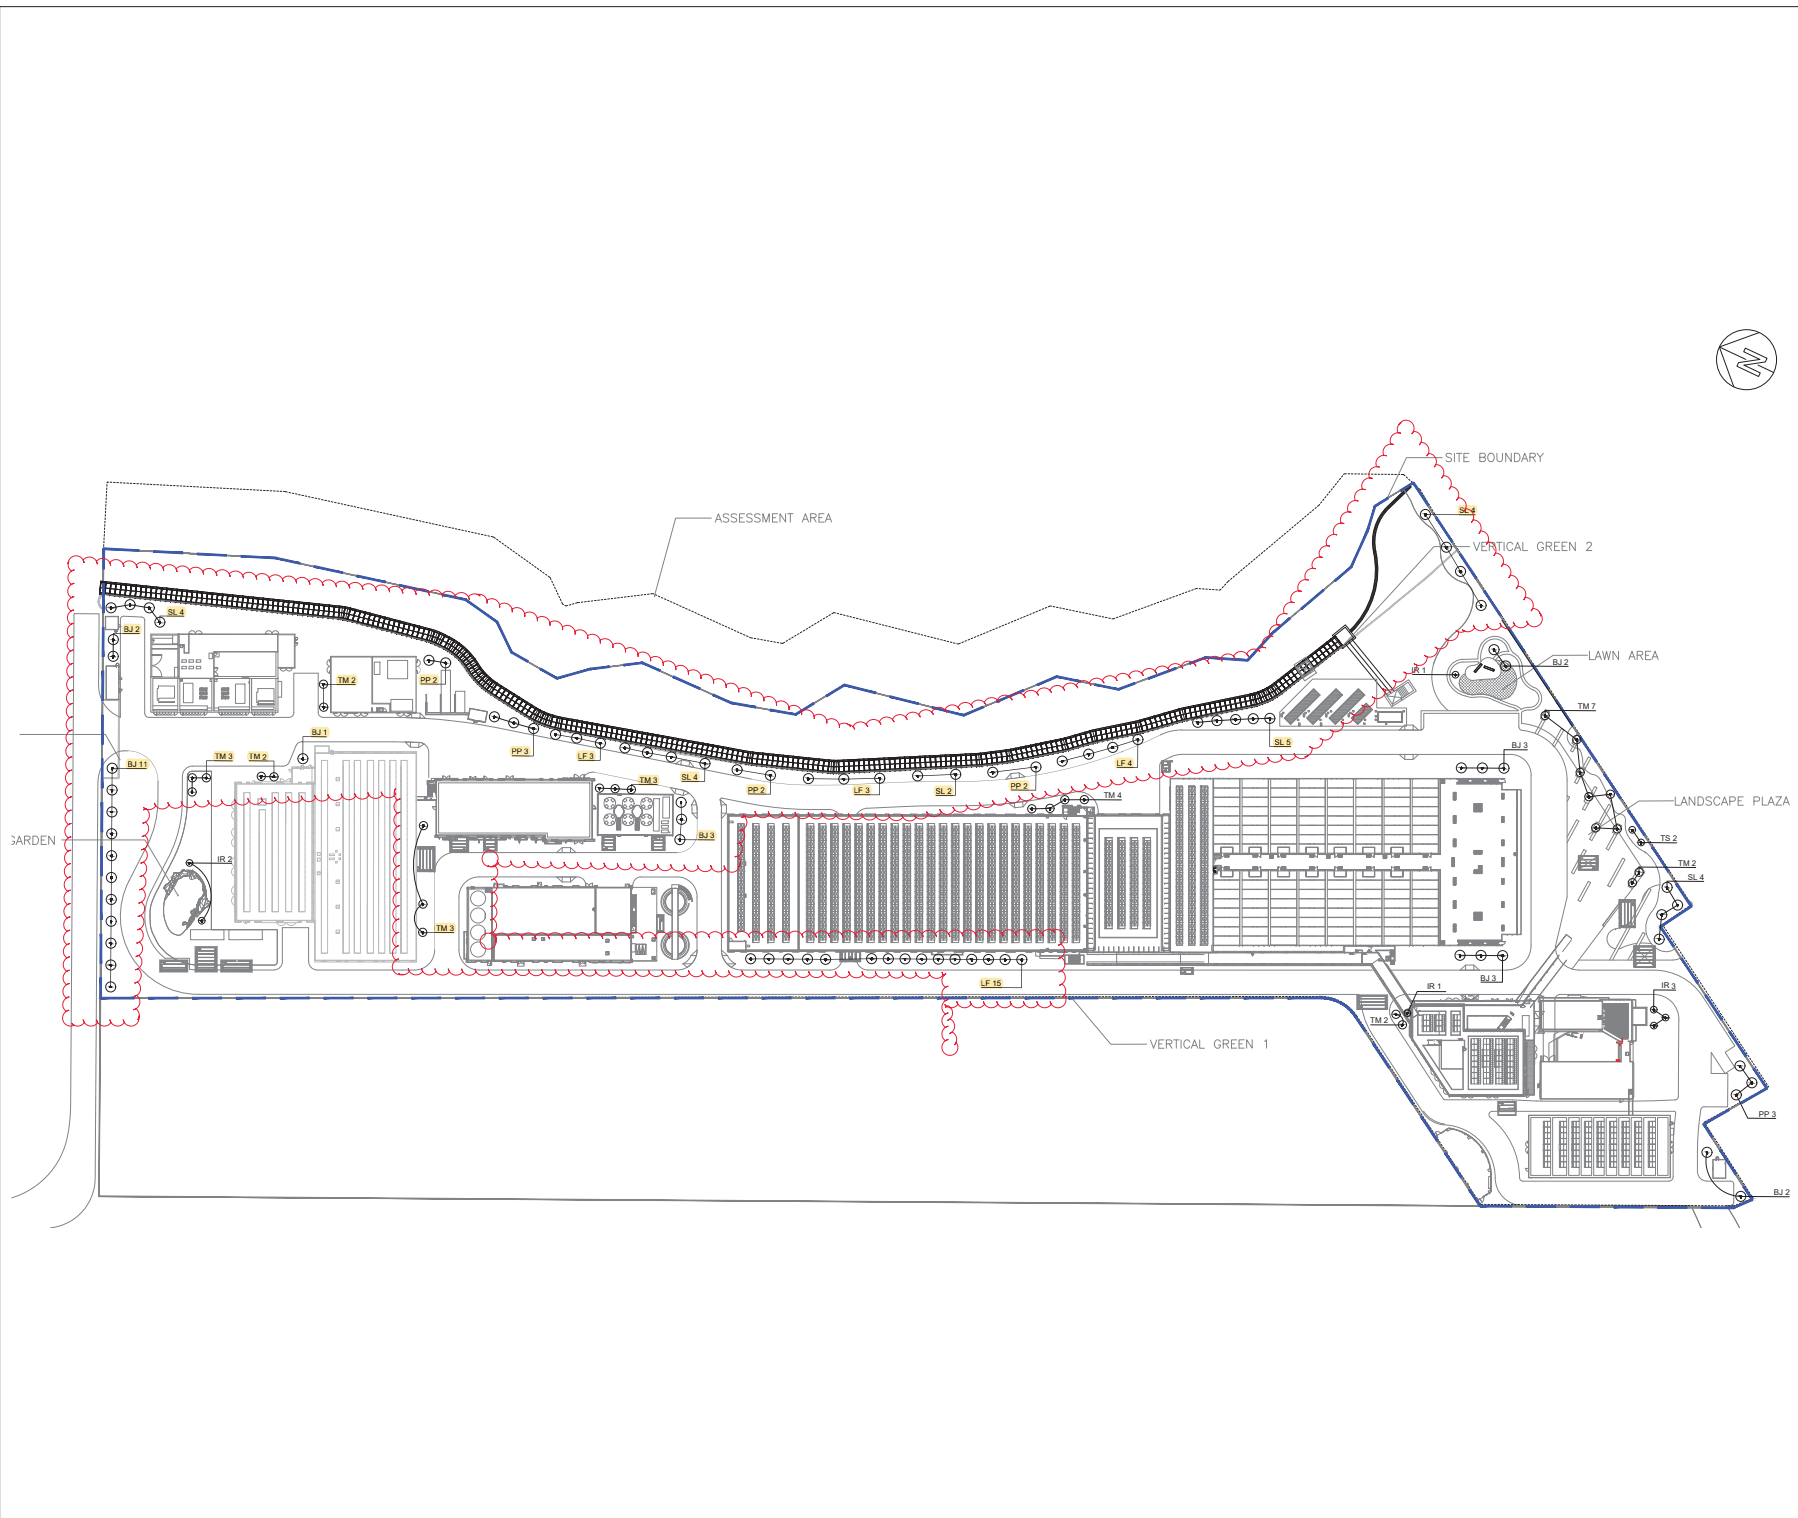 N
SITE BOUNDARY
SL 4
ASSESSMENT AREA
VERTICAL GREEN 2
SL 4
BJ 2
LAWN AREA
BJ 2
IR 1
TM 2
PP 2
TM 7
BJ 1
PP 3
LF 3
SL 5
BJ 3
TM 3
TM 2
BJ 11
SL 4
TM 3
PP 2
LF 3
SL 2
PP 2
LF 4
TM 4
LANDSCAPE PLAZA
BJ 3
TS 2
GARDEN
IR 2
TM 2
SL 4
TM 3
LF 15
BJ 3
IR 1
IR 3
TM 2
VERTICAL GREEN 1
PP 3
BJ 2